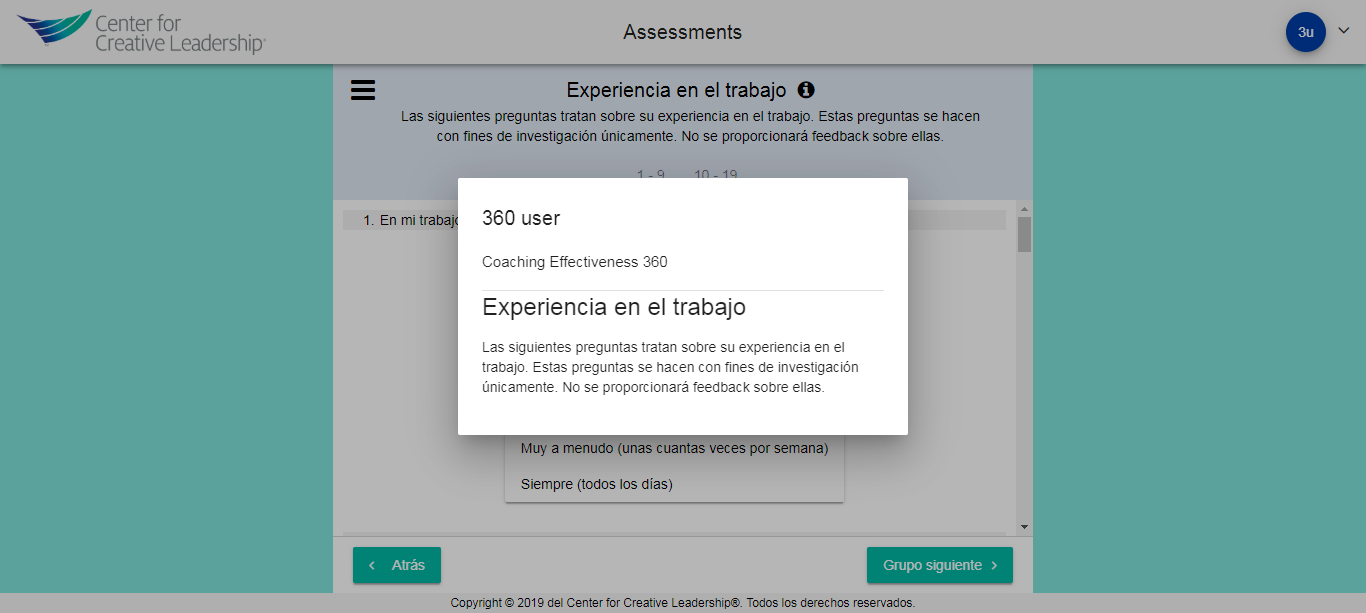 Center for
Creative Leadership®
Assessments
3u
Experiencia en el trabajo
Las siguientes preguntas tratan sobre su experiencia en el trabajo. Estas preguntas se hacen
con fines de investigación únicamente. No se proporcionará feedback sobre ellas.
1 - 9 10 - 19
1. En mi trabajo
360 user
Coaching Effectiveness 360
Experiencia en el trabajo
Las siguientes preguntas tratan sobre su experiencia en el
trabajo. Estas preguntas se hacen con fines de investigación
únicamente. No se proporcionará feedback sobre ellas.
Muy a menudo (unas cuantas veces por semana)
Siempre (todos los días)
Atrás
Grupo siguiente
Copyright © 2019 del Center for Creative Leadership®. Todos los derechos reservados.